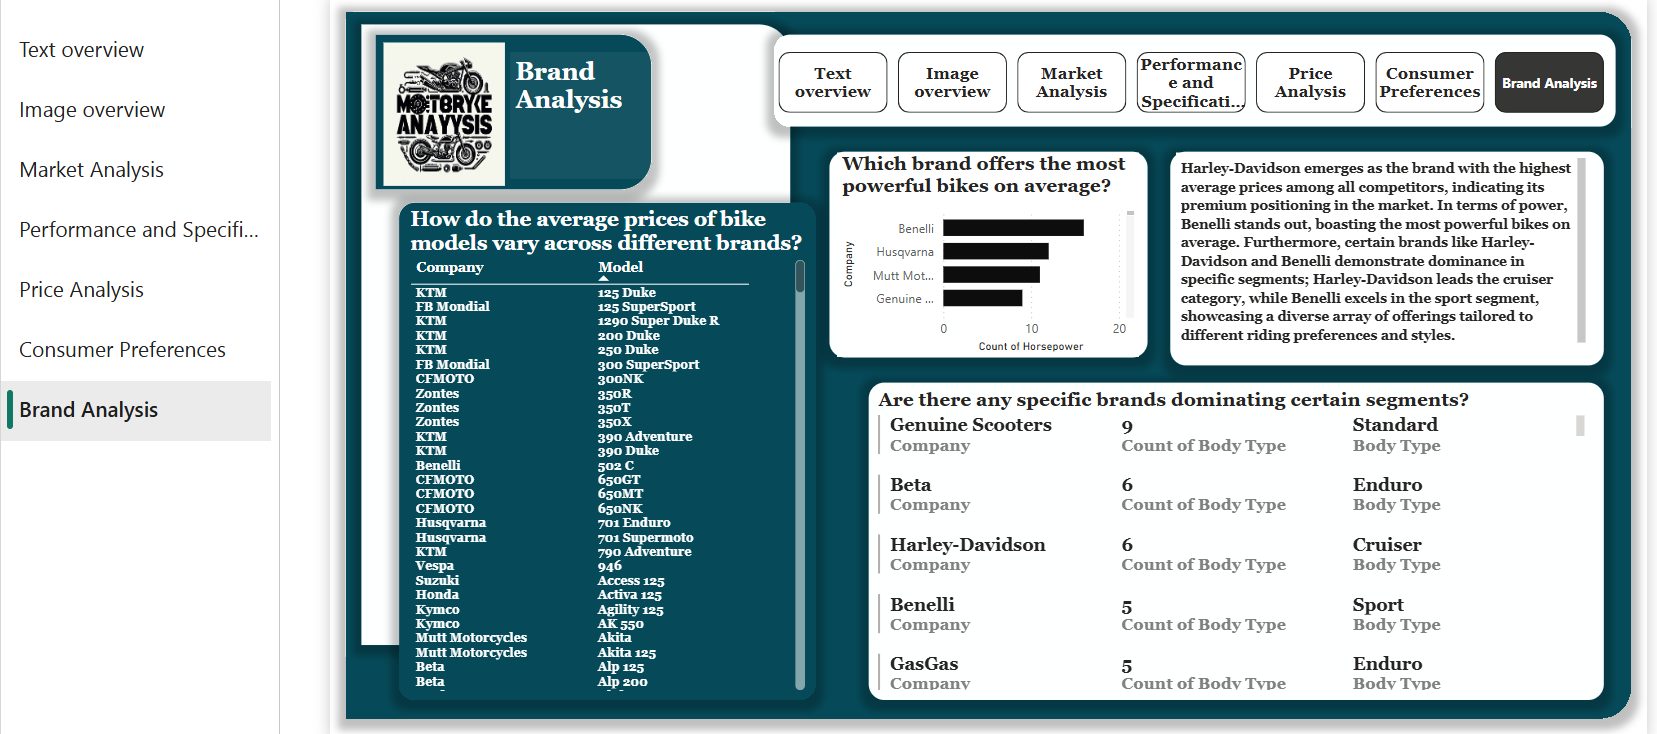 Text overview
Image overview
Market Analysis
Performance and Specifi...
Price Analysis
Consumer Preferences
Brand Analysis
MOTBRYKE
ANAYYSIS
Brand
Analysis
Text
overview
Image
overview
Market
Analysis
Performanc
e and
Specificati...
Price
Analysis
Consumer
Preferences
Brand Analysis
How do the average prices of bike
models vary across different brands?
Company Model
KTM 125 Duke
FB Mondial 125 SuperSport
KTM 1290 Super Duke R
KTM 200 Duke
KTM 250 Duke
FB Mondial 300 SuperSport
CFMOTO 300NK
Zontes 350R
Zontes 350T
Zontes 350X
KTM 390 Adventure
KTM 390 Duke
Benelli 502 C
CFMOTO 650GT
CFMOTO 650MT
CFMOTO 650NK
Husqvarna 701 Enduro
Husqvarna 701 Supermoto
KTM 790 Adventure
Vespa 946
Suzuki Access 125
Honda Activa 125
Kymco Agility 125
Kymco AK 550
Mutt Motorcycles Akita
Mutt Motorcycles Akita 125
Beta Alp 125
Beta Alp 200
Which brand offers the most
powerful bikes on average?
Company
Benelli
Husqvarna
Mutt Mot...
Genuine ...
0 10 20
Count of Horsepower
Harley-Davidson emerges as the brand with the highest
average prices among all competitors, indicating its
premium positioning in the market. In terms of power,
Benelli stands out, boasting the most powerful bikes on
average. Furthermore, certain brands like Harley-
Davidson and Benelli demonstrate dominance in
specific segments; Harley-Davidson leads the cruiser
category, while Benelli excels in the sport segment,
showcasing a diverse array of offerings tailored to
different riding preferences and styles.
Are there any specific brands dominating certain segments?
Genuine Scooters 9 Standard
Company Count of Body Type Body Type
Beta 6 Enduro
Company Count of Body Type Body Type
Harley-Davidson 6 Cruiser
Company Count of Body Type Body Type
Benelli 5 Sport
Company Count of Body Type Body Type
GasGas 5 Enduro
Company Count of Body Type Body Type